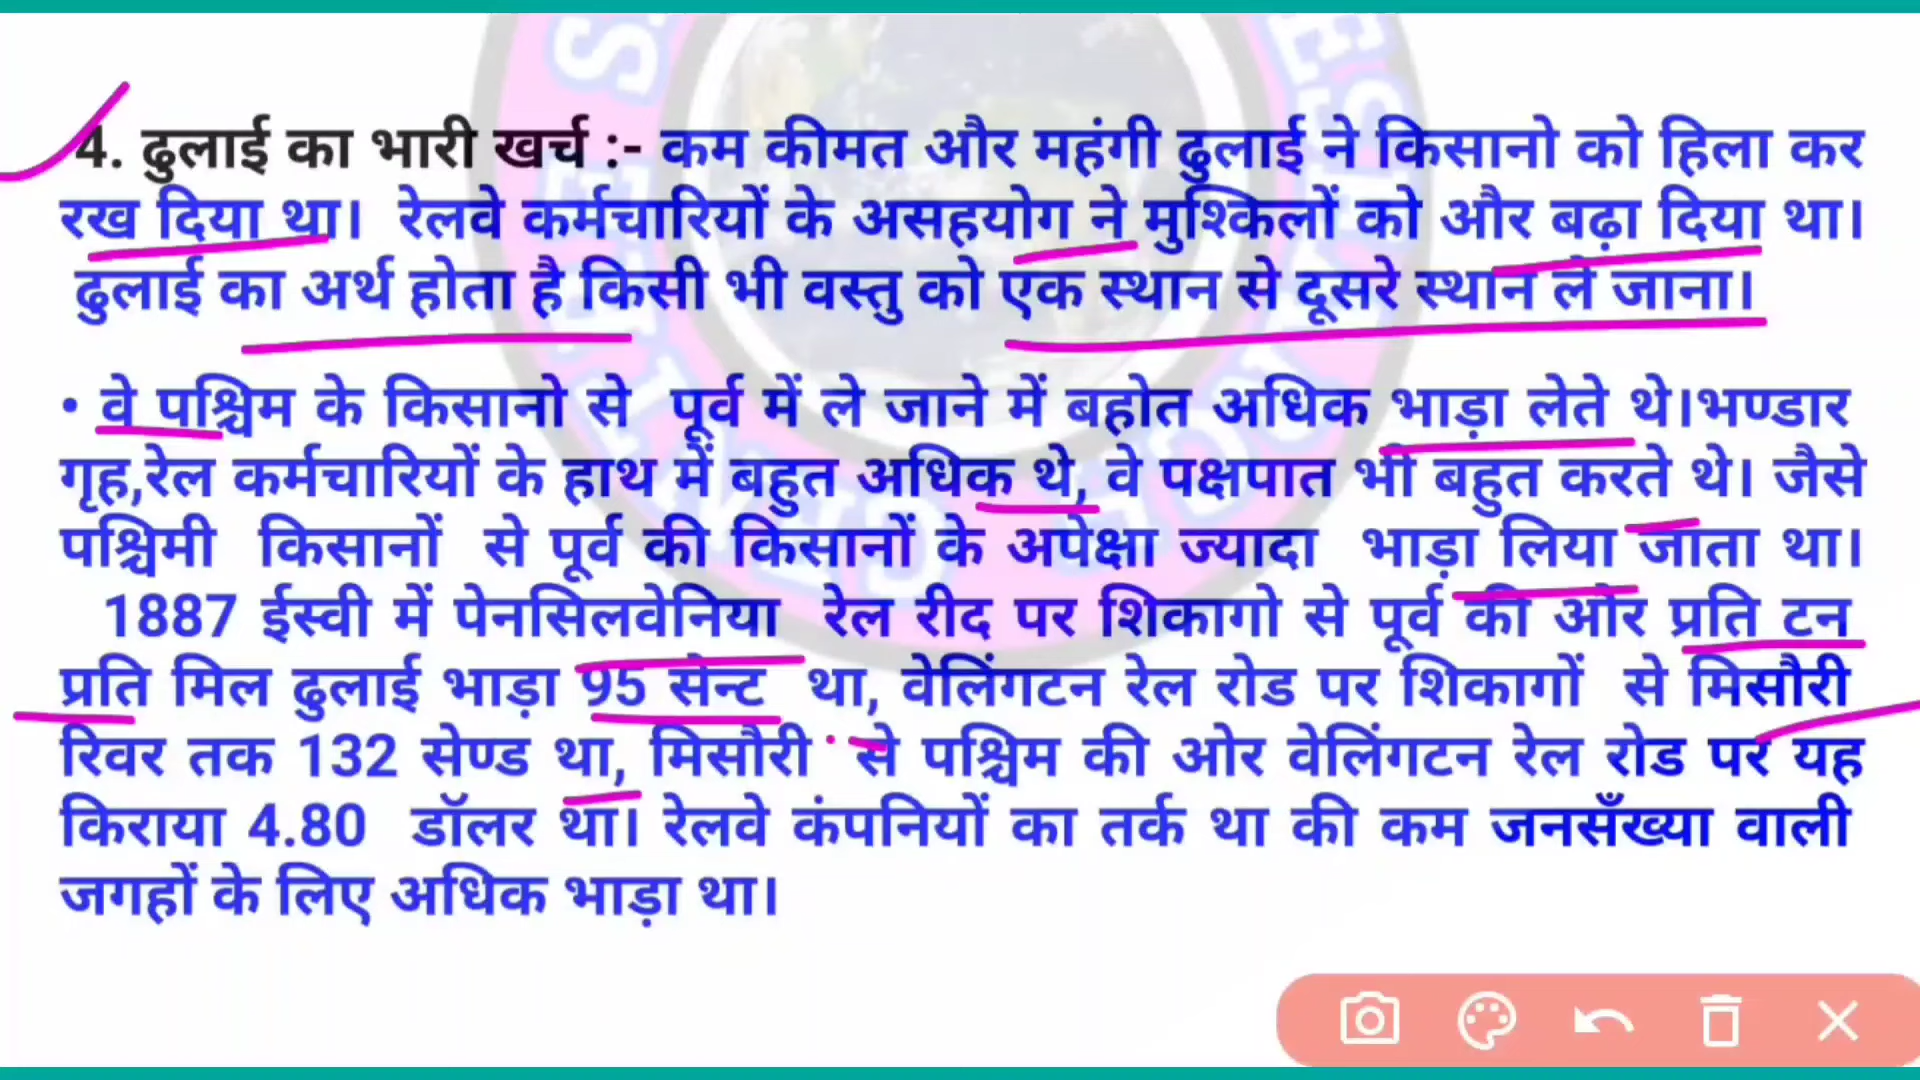 4. ढुलाई का भारी खर्च :- कम कीमत और महंगी ढुलाई ने किसानो को हिला कर
रख दिया था। रेलवे कर्मचारियों के असहयोग ने मुश्किलों को और बढ़ा दिया था।
ढुलाई का अर्थ होता है किसी भी वस्तु को एक स्थान से दूसरे स्थान ले जाना।
• वे पश्चिम के किसानो से पूर्व में ले जाने में बहोत अधिक भाड़ा लेते थे।भण्डार
गृह,रेल कर्मचारियों के हाथ में बहुत अधिक थे, वे पक्षपात भी बहुत करते थे। जैसे
पश्चिमी किसानों से पूर्व की किसानों के अपेक्षा ज्यादा भाड़ा लिया जाता था।
1887 ईस्वी में पेनसिलवेनिया रेल रीद पर शिकागो से पूर्व की ओर प्रति टन
प्रति मिल ढुलाई भाड़ा 95 सेन्ट था, वेलिंगटन रेल रोड पर शिकागों से मिसौरी
रिवर तक 132 सेण्ड था, मिसौरी से पश्चिम की ओर वेलिंगटन रेल रोड पर यह
किराया 4.80 डॉलर था। रेलवे कंपनियों का तर्क था की कम जनसँख्या वाली
जगहों के लिए अधिक भाड़ा था।